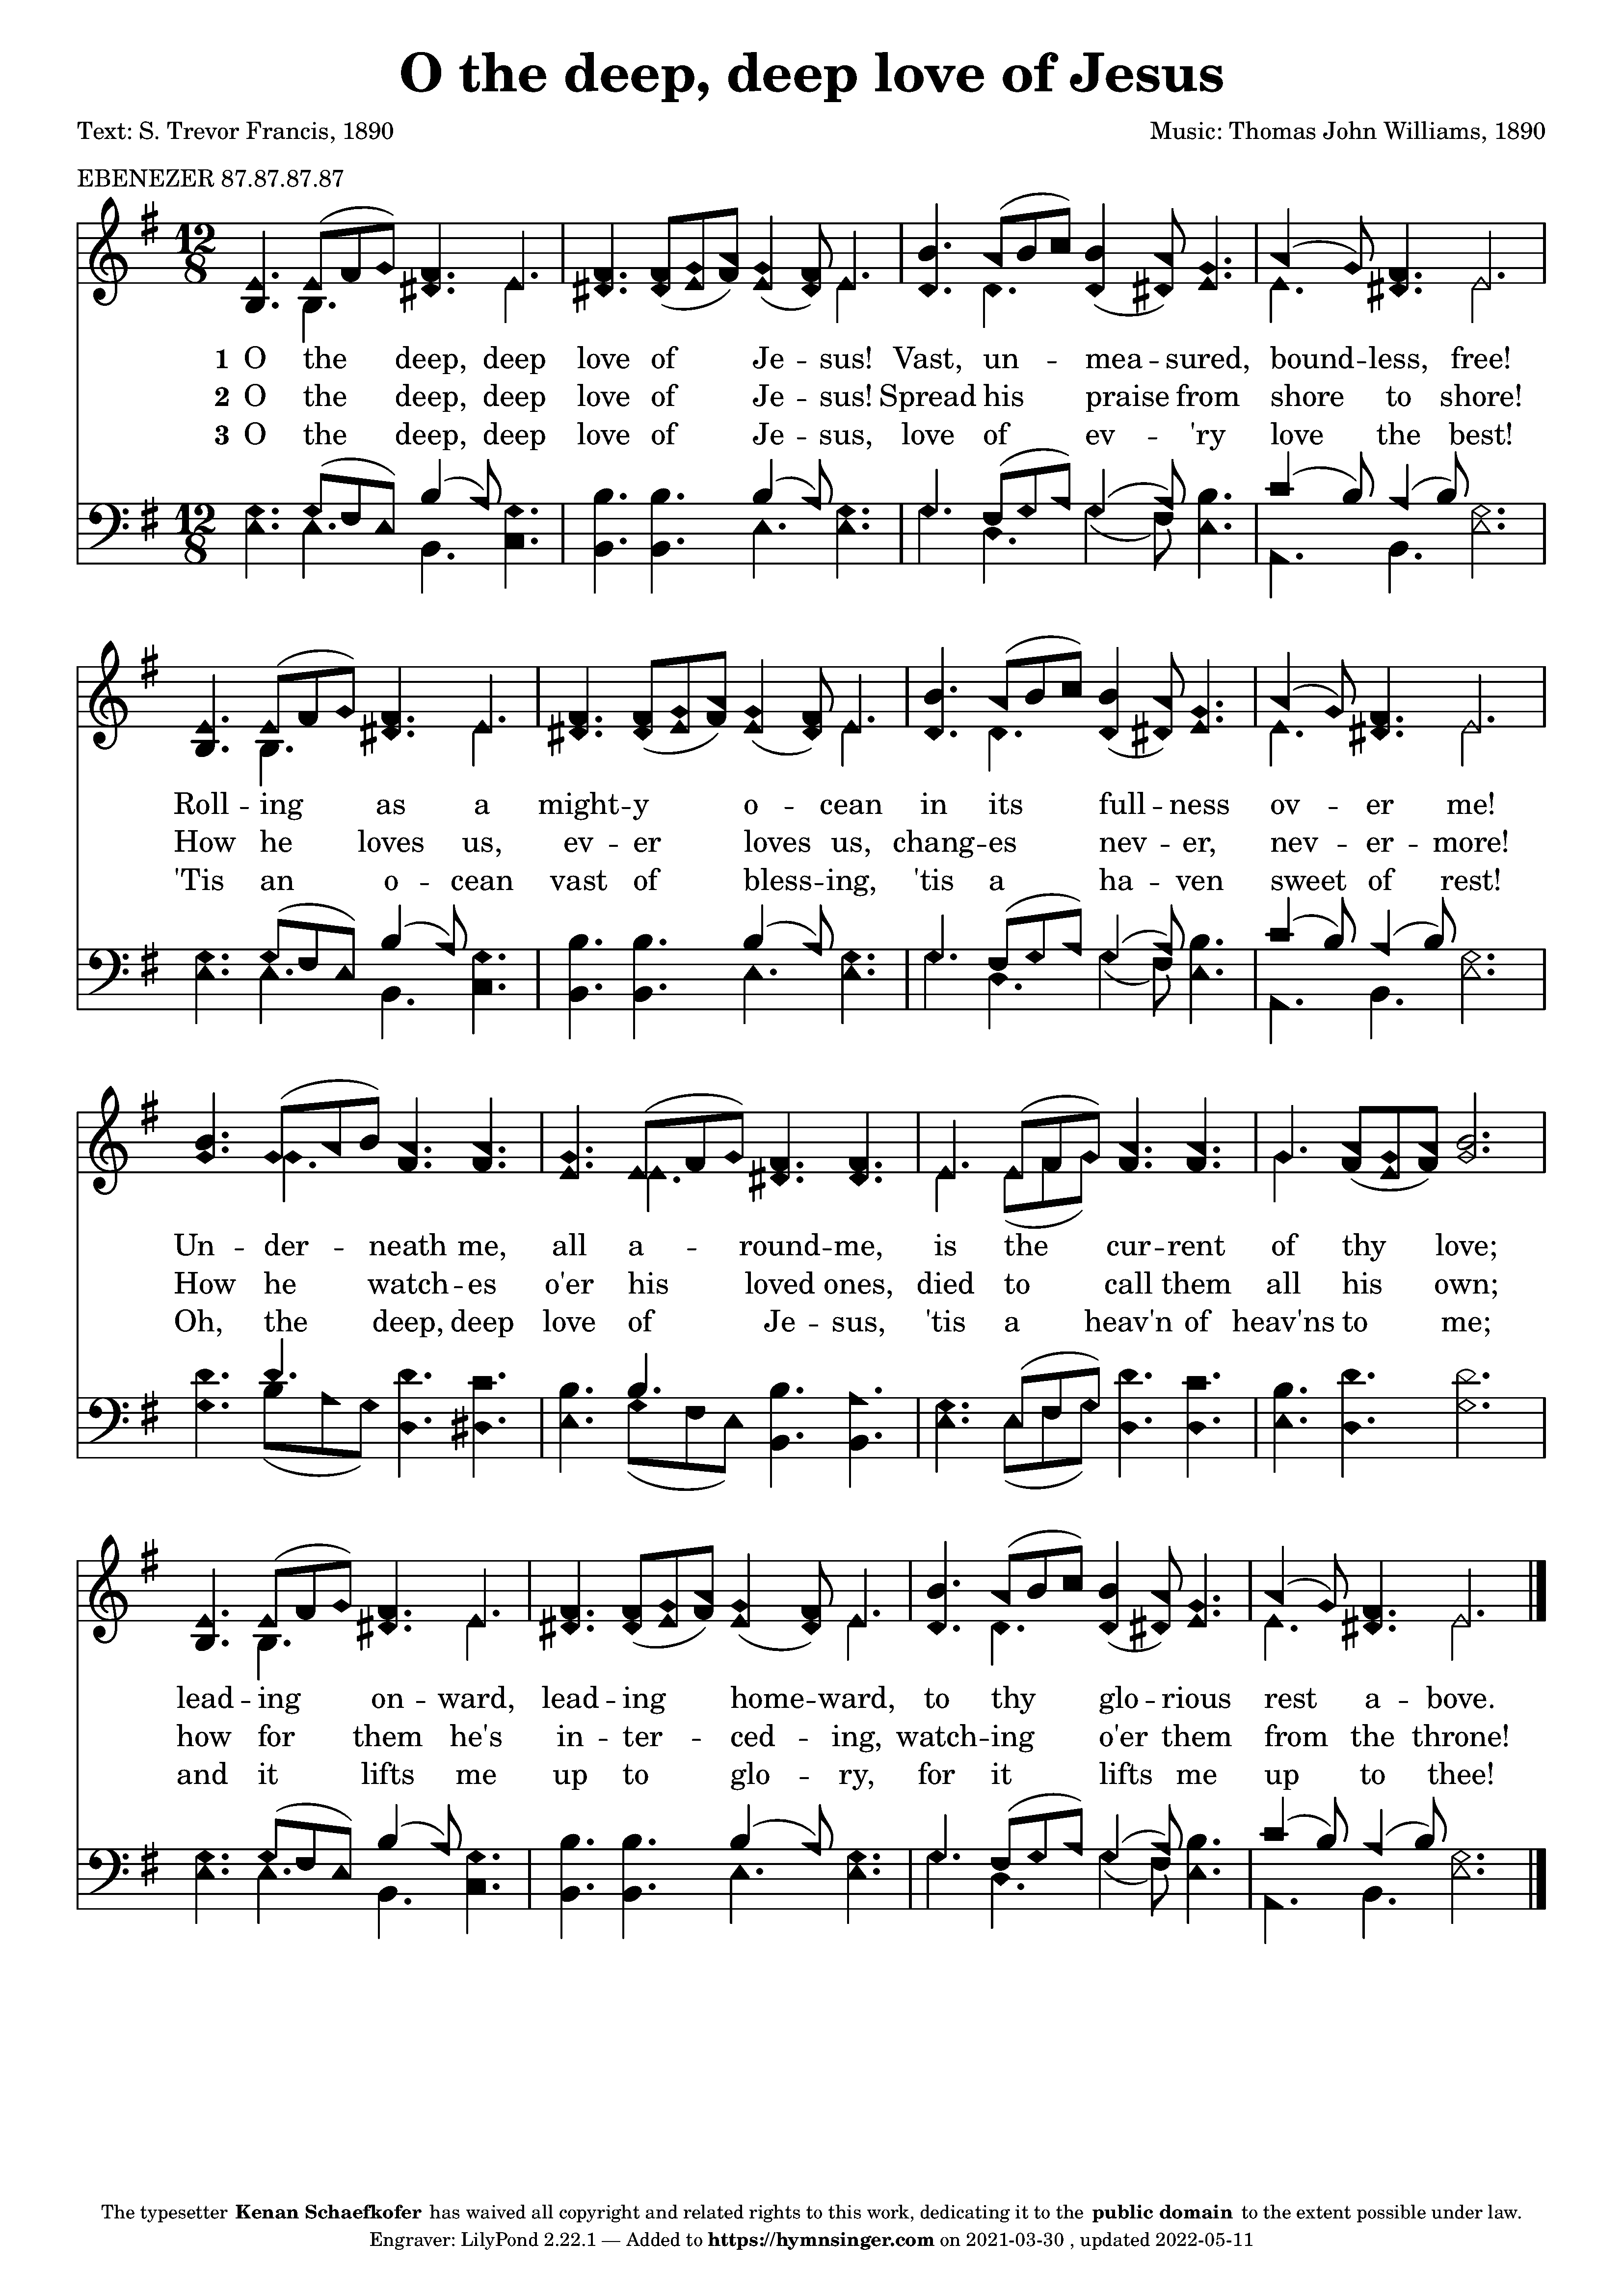 O the deep, deep love of Jesus
Text: S. Trevor Francis, 1890 Music: Thomas John Williams, 1890
EBENEZER 87.87.87.87
12
8
1 O the deep, deep love of Je -- sus! Vast, un -- mea -- sured, bound -- less, free!
2 O the deep, deep love of Je -- sus! Spread his praise from shore to shore!
3 O the deep, deep love of Je -- sus, love of ev -- 'ry love the best!
12
8
Roll -- ing as a might -- y o -- cean in its full -- ness ov -- er me!
How he loves us, ev -- er loves us, chang -- es nev -- er, nev -- er -- more!
'Tis an o -- cean vast of bless -- ing, 'tis a ha -- ven sweet of rest!
Un -- der -- neath me, all a -- round -- me, is the cur -- rent of thy love;
How he watch -- es o'er his loved ones, died to call them all his own;
Oh, the deep, deep love of Je -- sus, 'tis a heav'n of heav'ns to me;
lead -- ing on -- ward, lead -- ing home -- ward, to thy glo -- rious rest a -- bove.
how for them he's in -- ter -- ced -- ing, watch -- ing o'er them from the throne!
and it lifts me up to glo -- ry, for it lifts me up to thee!
The typesetter Kenan Schaefkofer has waived all copyright and related rights to this work, dedicating it to the public domain to the extent possible under law.
Engraver: LilyPond 2.22.1 — Added to https://hymnsinger.com on 2021-03-30 , updated 2022-05-11